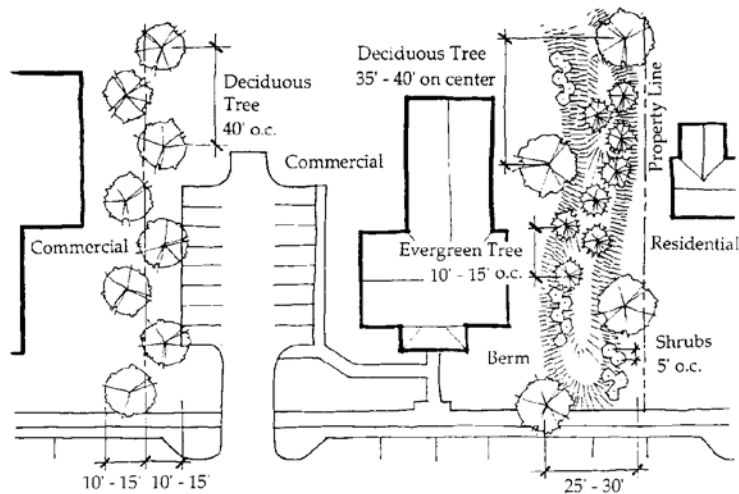 Deciduous
Tree
40' o.c.
Commercial
Commercial
10' - 15'
10' - 15'
Deciduous Tree
35' - 40' on center
Property Line
Evergreen Tree
10' - 15' o.c.
Residential
Berm
Shrubs
5' o.c.
25' - 30'